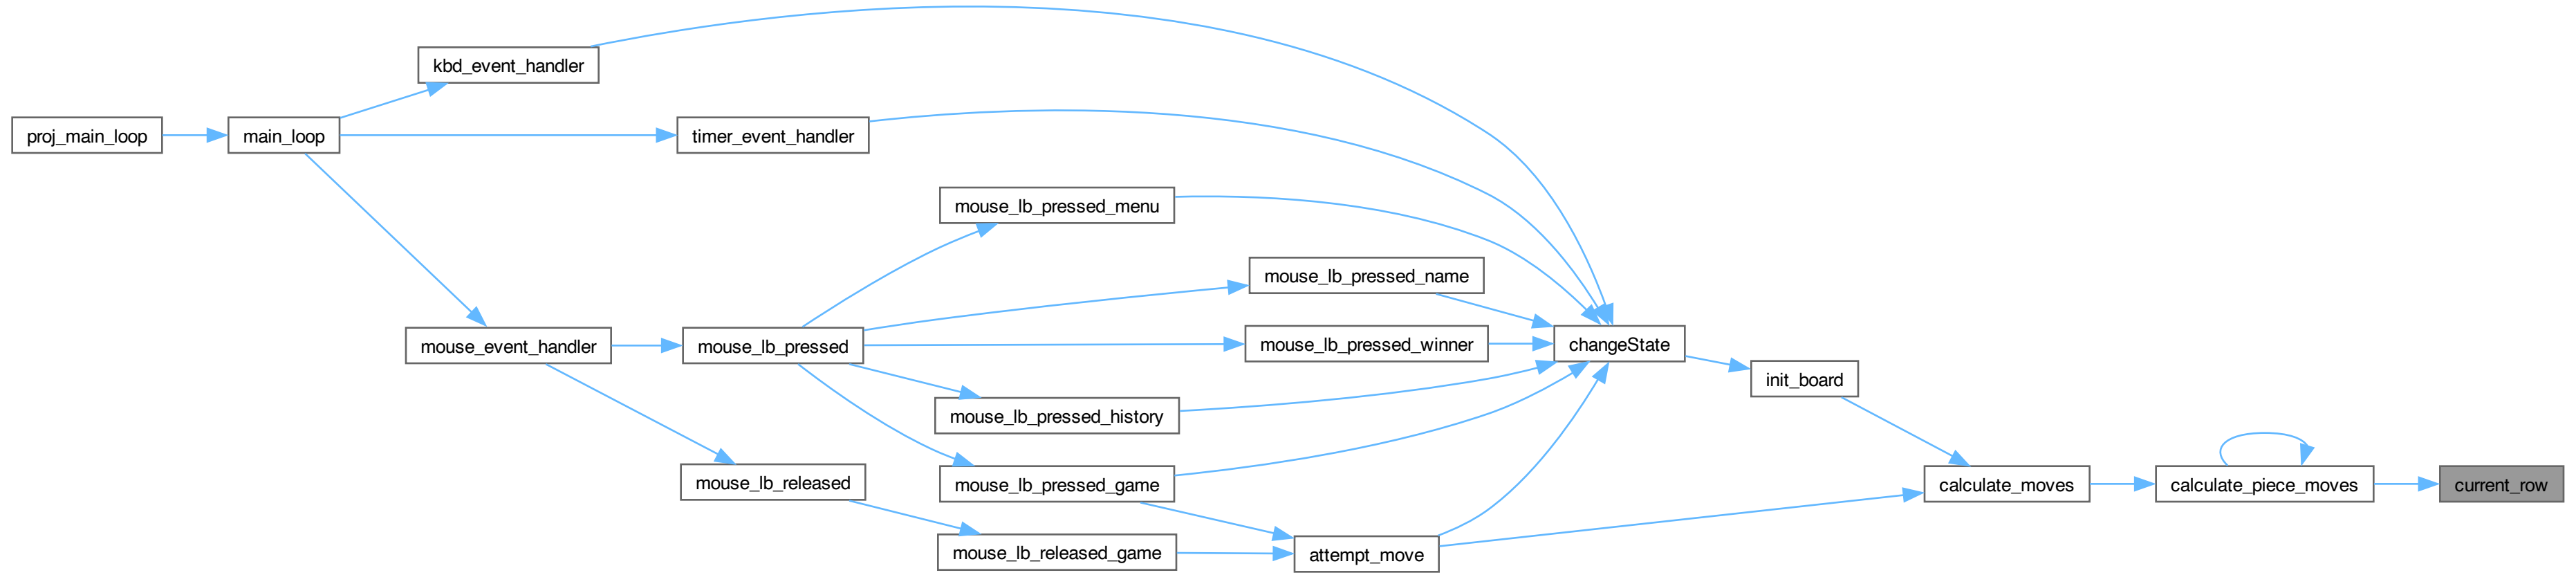 kbd_event_handler
proj_main_loop
main_loop
timer_event_handler
mouse_lb_pressed_menu
mouse_lb_pressed_name
mouse_event_handler
mouse_lb_pressed
mouse_lb_pressed_winner
changeState
init_board
mouse_lb_pressed_history
mouse_lb_released
mouse_lb_pressed_game
calculate_moves
calculate_piece_moves
current_row
mouse_lb_released_game
attempt_move